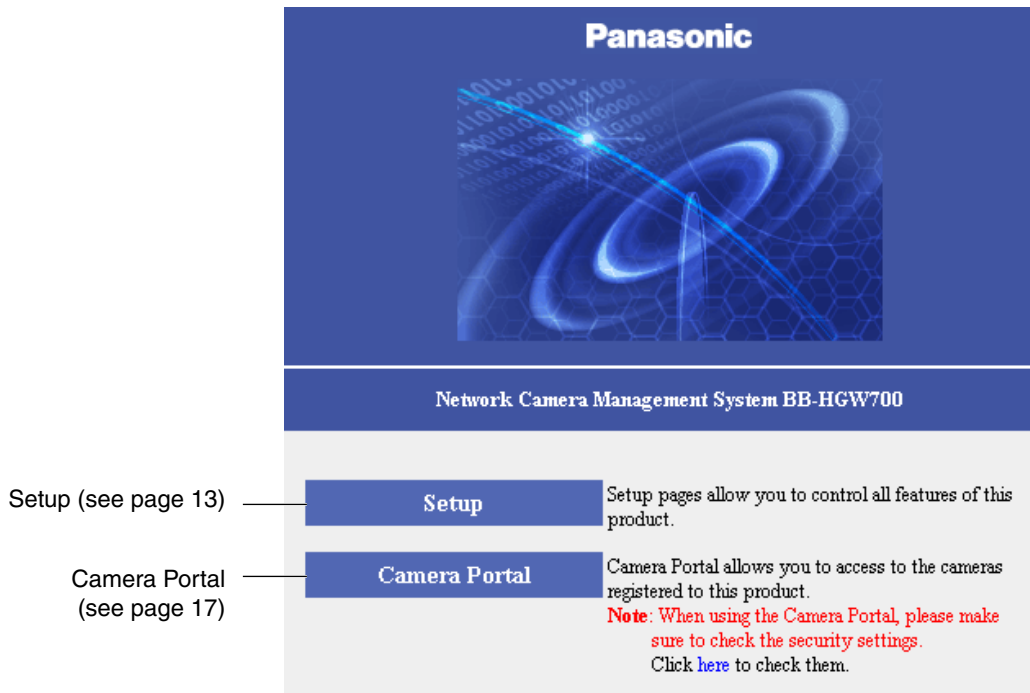 Panasonic
Network Camera Management System BB-HGW700
Setup (see page 13)
Setup
Setup pages allow you to control all features of this
product.
Camera Portal
(see page 17)
Camera Portal
Camera Portal allows you to access to the cameras
registered to this product.
Note: When using the Camera Portal, please make
sure to check the security settings.
Click here to check them.